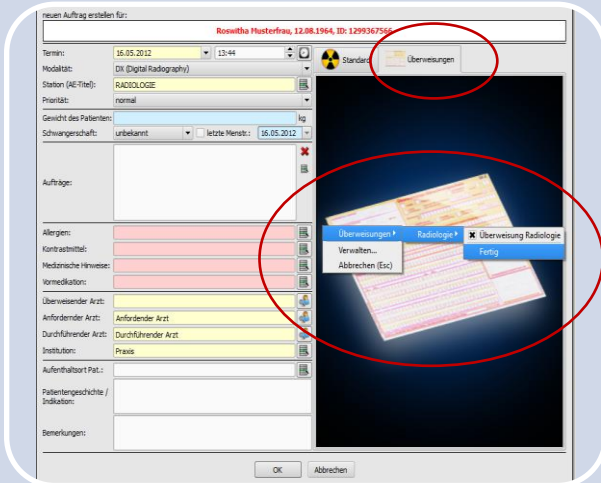 neuen Auftrag erstellen für:
Roswitha Musterfrau, 12.08.1964, ID: 1299367566
Termin: 16.05.2012 13:44
Modalität: DX (Digital Radiography)
Station (AE-Titel): RADIOLOGIE
Priorität: normal
Gewicht des Patienten: kg
Schwangerschaft: unbekannt letzte Menstr.: 16.05.2012
Aufträge:
Allergien:
Kontrastmittel:
Medizinische Hinweise:
Vormedikation:
Überweisender Arzt:
Anfordernder Arzt: Anfordender Arzt
Durchführender Arzt: Durchführender Arzt
Institution: Praxis
Aufenthaltsort Pat.:
Patientengeschichte /
Indikation:
Bemerkungen:
Standard Überweisungen
Überweisungen Radiologie Überweisung Radiologie
Verwalten... Fertig
Abbrechen (Esc)
OK Abbrechen